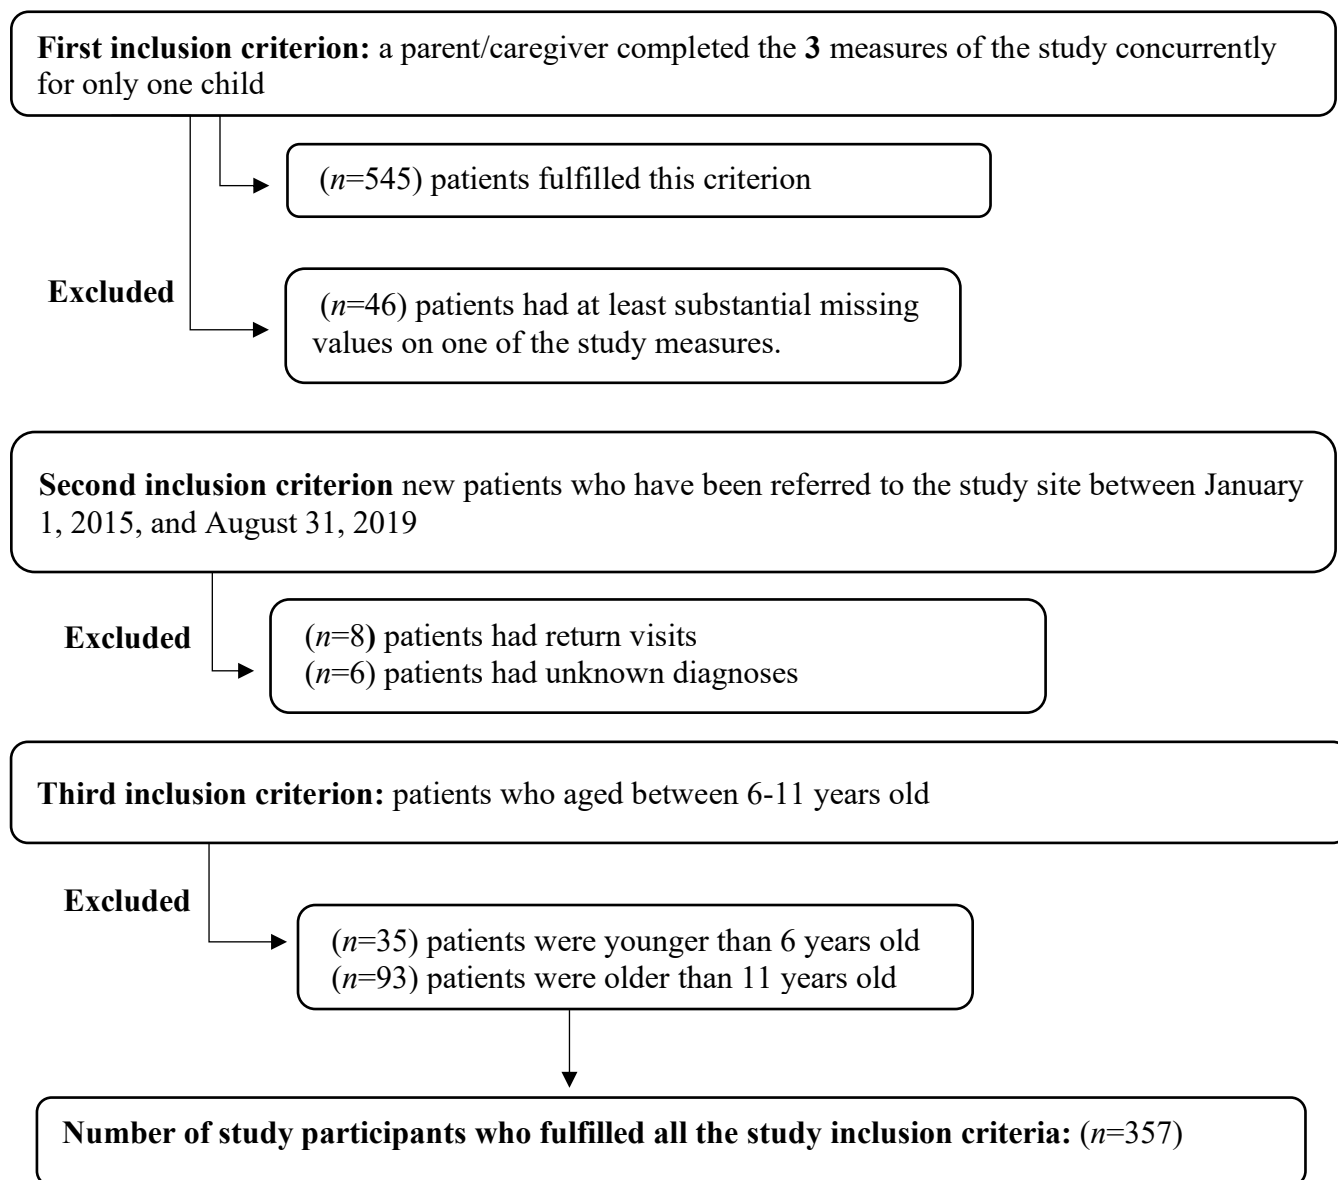 First inclusion criterion: a parent/caregiver completed the 3 measures of the study concurrently
for only one child
(n=545) patients fulfilled this criterion
Excluded
(n=46) patients had at least substantial missing
values on one of the study measures.
Second inclusion criterion new patients who have been referred to the study site between January
1, 2015, and August 31, 2019
Excluded
(n=8) patients had return visits
(n=6) patients had unknown diagnoses
Third inclusion criterion: patients who aged between 6-11 years old
Excluded
(n=35) patients were younger than 6 years old
(n=93) patients were older than 11 years old
Number of study participants who fulfilled all the study inclusion criteria: (n=357)